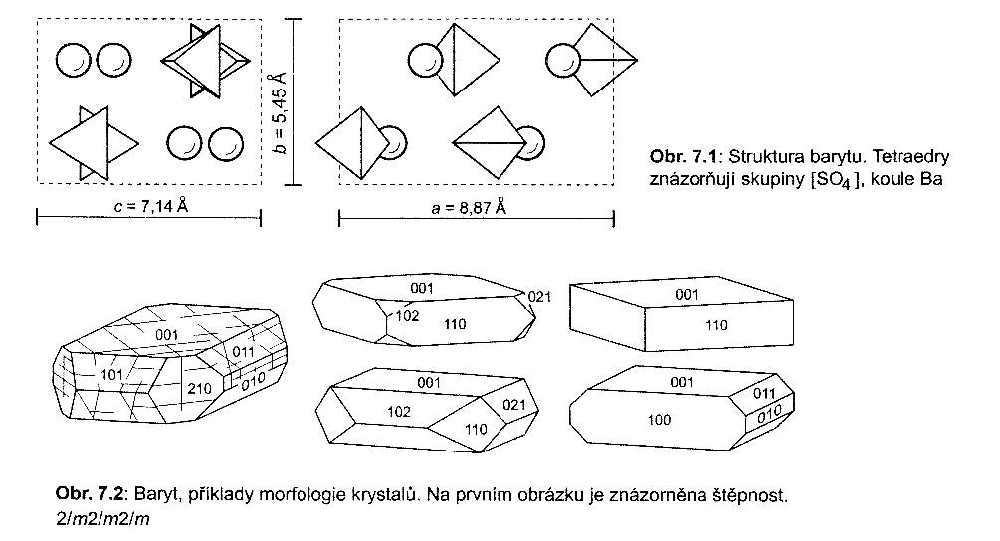 b = 5,45 Å
c = 7,14 Å
a = 8,87 Å
Obr. 7.1: Struktura barytu. Tetraedry
znázorňují skupiny [SO4], koule Ba
001
101
011
210
010
001
021
102
110
001
110
001
102
021
110
001
011
010
100
Obr. 7.2: Baryt, příklady morfologie krystalů. Na prvním obrázku je znázorněna štěpnost.
2/m2/m2/m